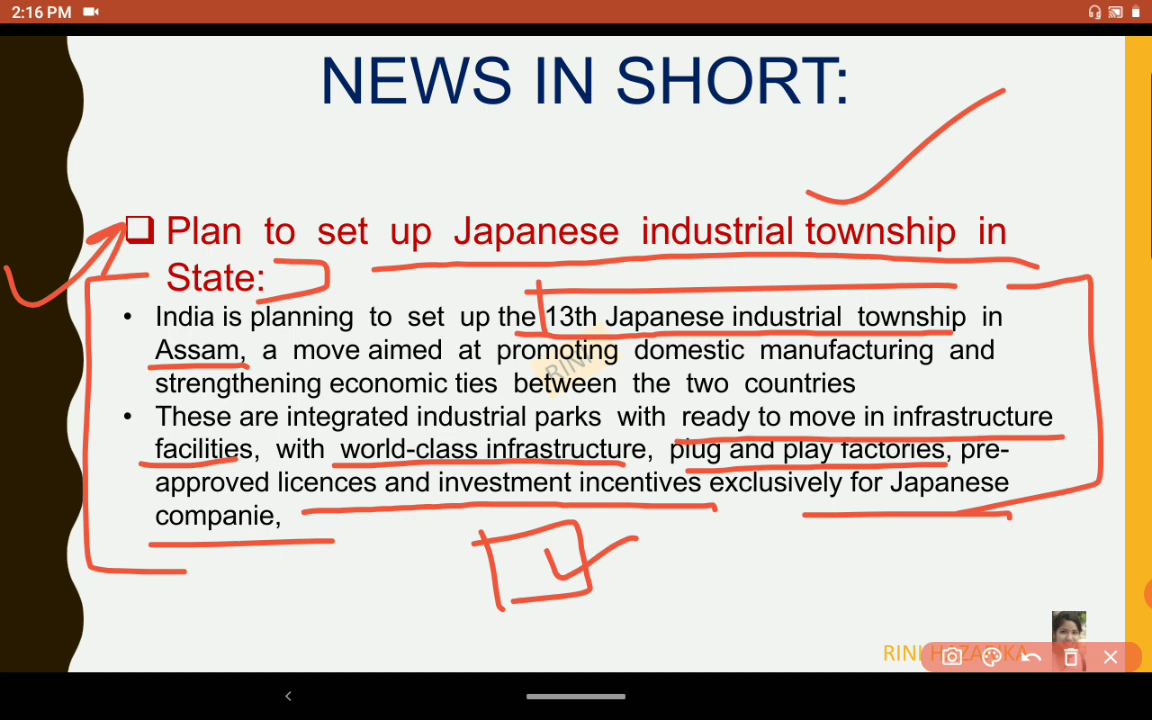 2:16 PM
NEWS IN SHORT:
Plan to set up Japanese industrial township in
State:
• India is planning to set up the 13th Japanese industrial township in
Assam, a move aimed at promoting domestic manufacturing and
strengthening economic ties between the two countries
• These are integrated industrial parks with ready to move in infrastructure
facilities, with world-class infrastructure, plug and play factories, pre-
approved licences and investment incentives exclusively for Japanese
companie,
RINI
RINI